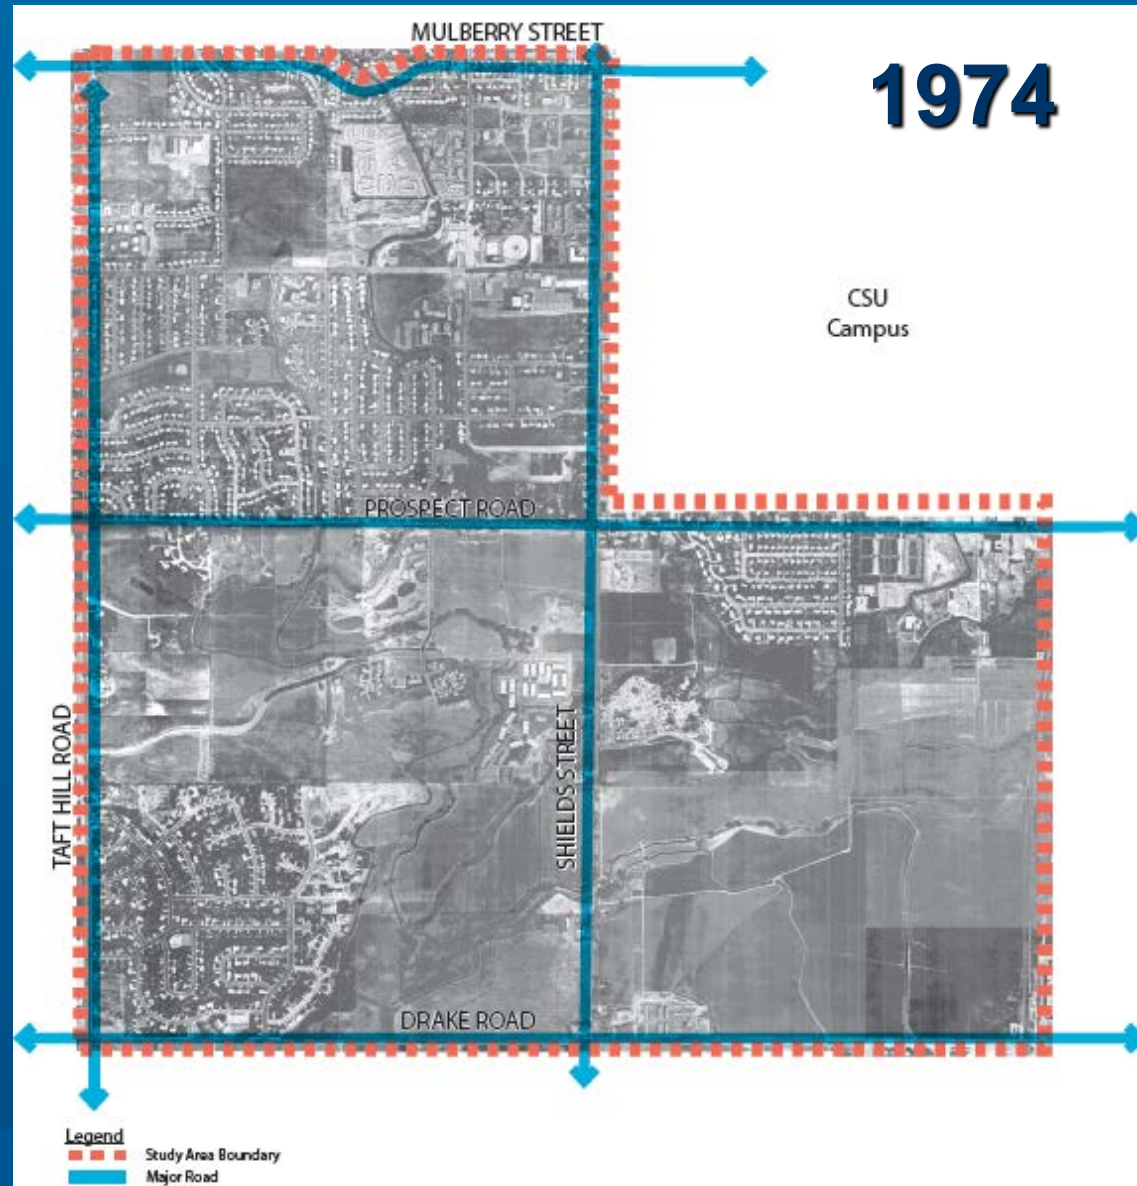 MULBERRY STREET
1974
CSU
Campus
PROSPECT ROAD
TAFT HILL ROAD
SHIELDS STREET
DRAKE ROAD
Legend
Study Area Boundary
Major Road